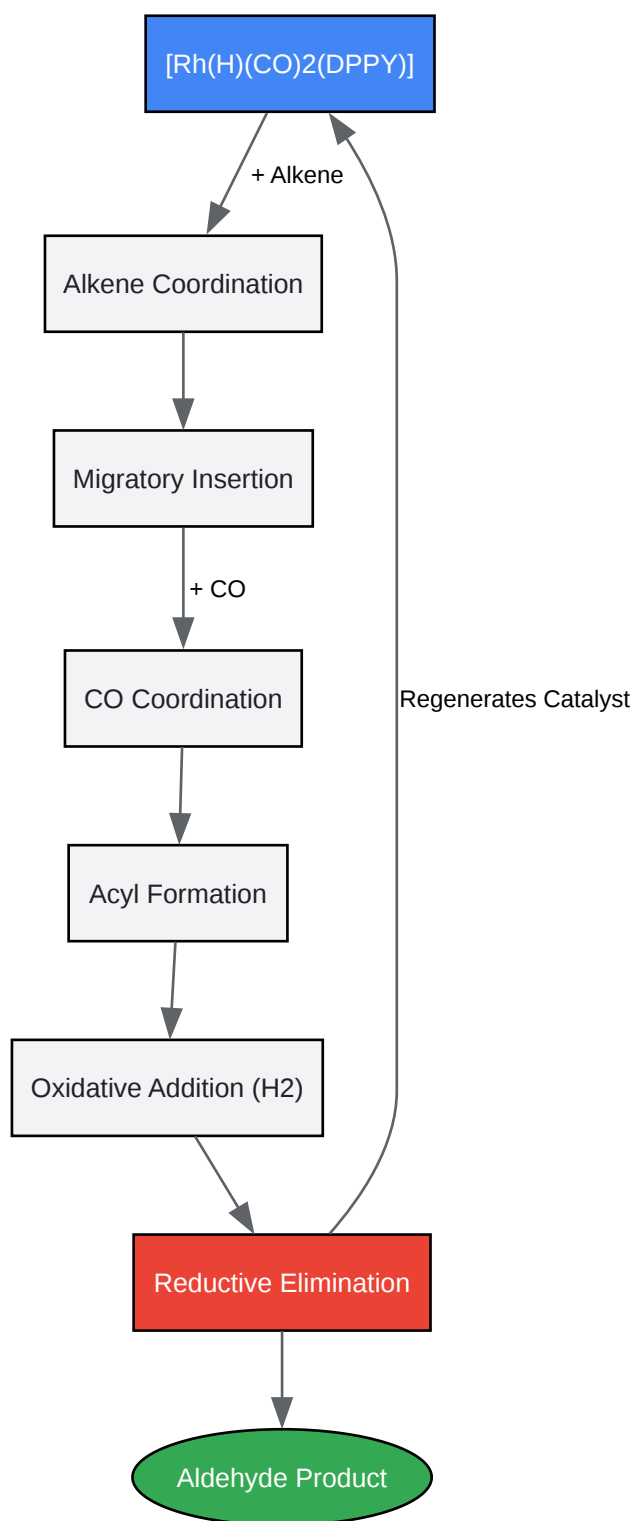 [Rh(H)(CO)2(DPPY)]
+ Alkene
Alkene Coordination
Migratory Insertion
+ CO
CO Coordination
Regenerates Catalyst
Acyl Formation
Oxidative Addition (H2)
Reductive Elimination
Aldehyde Product